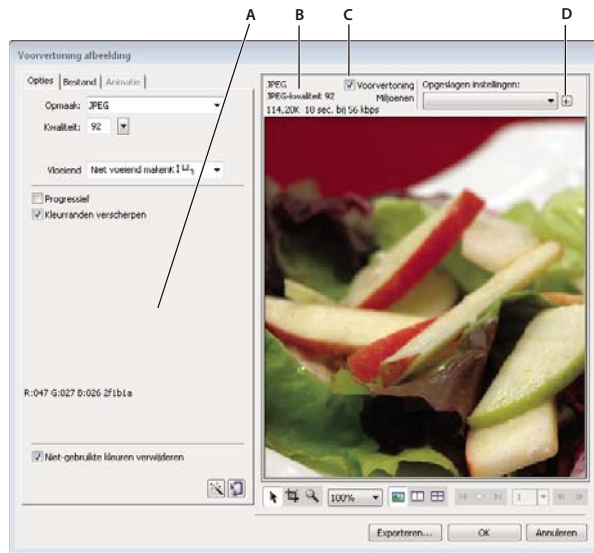 A B C D
Voorvertoning afbeelding
Opties Bestand Animatie
JPEG Voorvertoning Opgeslagen instellingen:
Opmaak: JPEG
JPEG-kwaliteit 92 Miljoenen
114,20K 18 sec. bij 56 kbps
Kwaliteit: 92
Vloeiend Niet voeiend maken
Progressief
Kleurranden verscherpen
R:047 G:027 B:026 2f1b1a
Niet-gebruikte kleuren verwijderen
100% 1
Exporteren... OK Annuleren